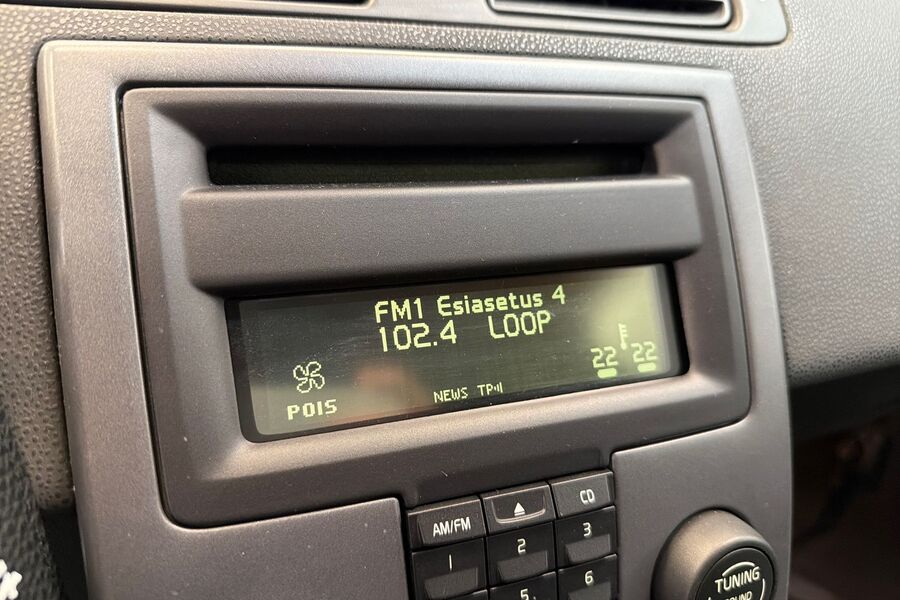 FM1 Esiasetus 4
102.4 LOOP
22 22
POIS
NEWS TP
AM/FM
CD
1
2
3
5
6
TUNING